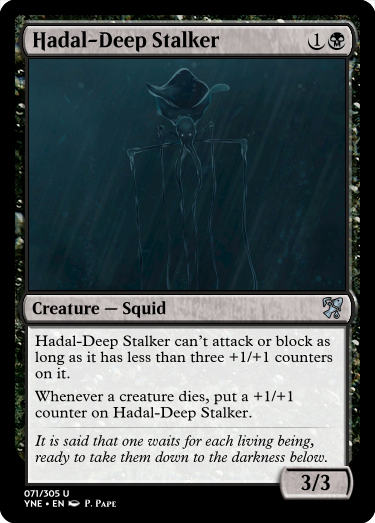 Hadal-Deep Stalker 1
Creature — Squid
Hadal-Deep Stalker can't attack or block as
long as it has less than three +1/+1 counters
on it.
Whenever a creature dies, put a +1/+1
counter on Hadal-Deep Stalker.
It is said that one waits for each living being,
ready to take them down to the darkness below.
3/3
071/305 U
YNE • EN P. Pape